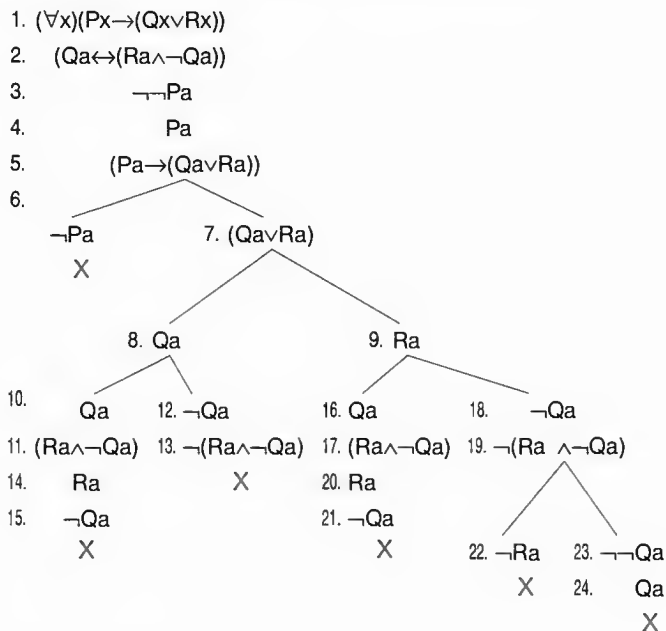 1. (∀x)(Px→(Qx∨Rx))
2. (Qa↔(Ra∧¬Qa))
3. ¬¬Pa
4. Pa
5. (Pa→(Qa∨Ra))
6.
¬Pa 7. (Qa∨Ra)
X
8. Qa 9. Ra
10. Qa 12. ¬Qa 16. Qa 18. ¬Qa
11. (Ra∧¬Qa) 13. ¬(Ra∧¬Qa) 17. (Ra∧¬Qa) 19. ¬(Ra ∧¬Qa)
14. Ra X 20. Ra
15. ¬Qa 21. ¬Qa
X X 22. ¬Ra 23. ¬¬Qa
X 24. Qa
X